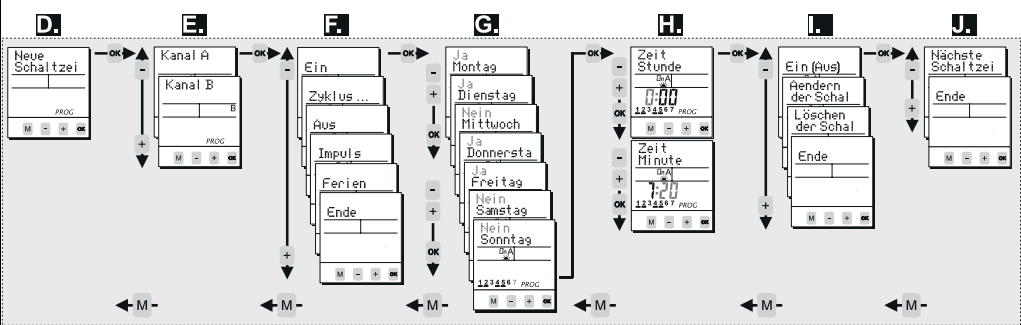 D. E. F. G. H. I. J.
Neue
Schaltzei
PROG
M - + OK
OK
-
+
Kanal A
Kanal B
B
PROG
M - + OK
M
OK
-
+
Ein
Zyklus ...
Aus
Impuls
Ferien
Ende
M - + OK
M
OK
-
+
OK
-
+
OK
Ja
Montag
Ja
Dienstag
Nein
Mittwoch
Ja
Donnersta
Ja
Freitag
Nein
Samstag
Nein
Sonntag
OnA
1234567 PROG
M - + OK
M
OK
-
+
OK
-
+
OK
Zeit
Stunde
OnA
0:00
1234567 PROG
M - + OK
Zeit
Minute
OnA
7:20
1234567 PROG
M - + OK
M
OK
-
+
Ein (Aus)
Aendern
der Schal
Löschen
der Schal
Ende
M - + OK
M
OK
-
+
Nächste
Schaltzei
Ende
M - + OK
M